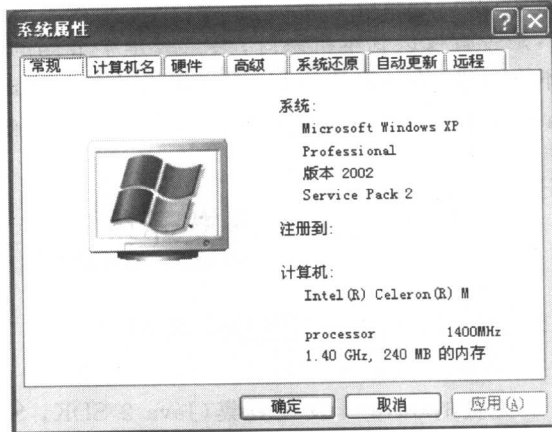 系统属性
常规 计算机名 硬件 高级 系统还原 自动更新 远程
系统:
Microsoft Windows XP
Professional
版本 2002
Service Pack 2
注册到:
计算机:
Intel(R) Celeron(R) M
processor 1400MHz
1.40 GHz, 240 MB 的内存
确定 取消 应用(A)